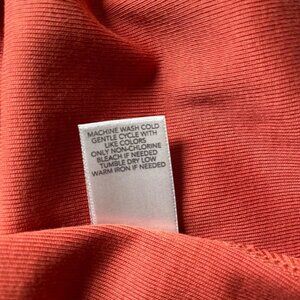 MACHINE WASH COLD
GENTLE CYCLE WITH
LIKE COLORS
ONLY NON-CHLORINE
BLEACH IF NEEDED
TUMBLE DRY LOW
WARM IRON IF NEEDED